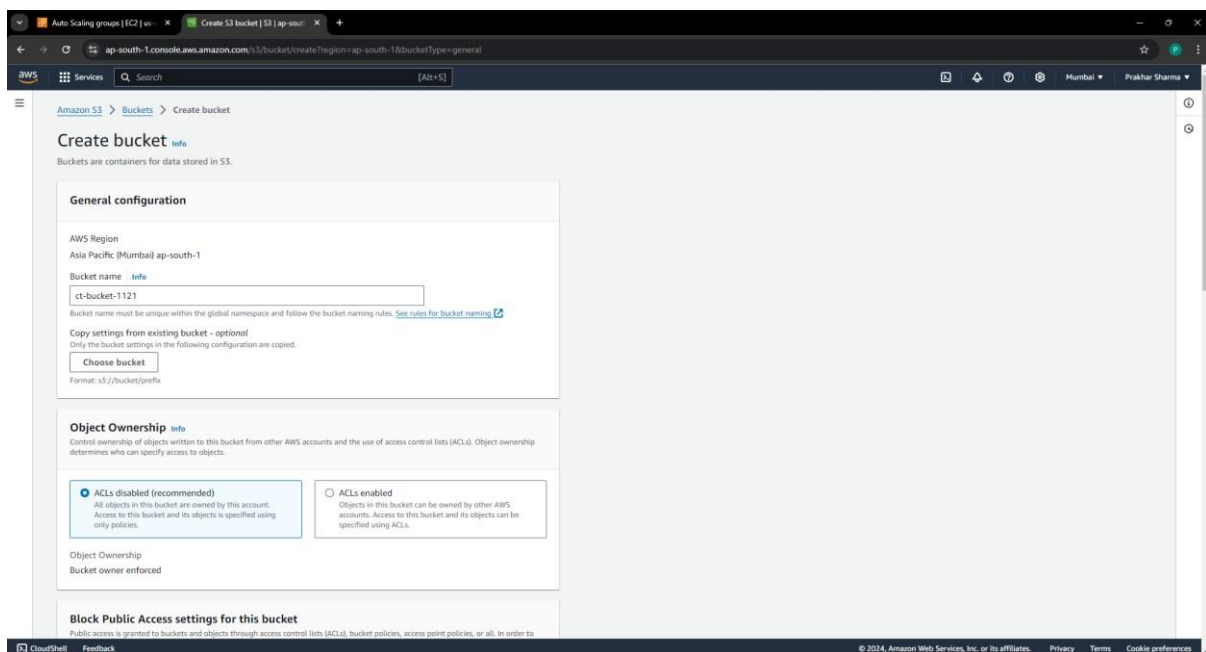 Auto Scaling groups | EC2 | us-
Create S3 bucket | S3 | ap-sout
ap-south-1.console.aws.amazon.com/s3/bucket/create?region=ap-south-1&bucketType=general
aws
Services
Search
[Alt+S]
Mumbai
Prakhar Sharma
Amazon S3 > Buckets > Create bucket
Create bucket Info
Buckets are containers for data stored in S3.
General configuration
AWS Region
Asia Pacific (Mumbai) ap-south-1
Bucket name Info
ct-bucket-1121
Bucket name must be unique within the global namespace and follow the bucket naming rules. See rules for bucket naming
Copy settings from existing bucket - optional
Only the bucket settings in the following configuration are copied.
Choose bucket
Format: s3://bucket/prefix
Object Ownership Info
Control ownership of objects written to this bucket from other AWS accounts and the use of access control lists (ACLs). Object ownership
determines who can specify access to objects.
ACLs disabled (recommended)
All objects in this bucket are owned by this account.
Access to this bucket and its objects is specified using
only policies.
ACLs enabled
Objects in this bucket can be owned by other AWS
accounts. Access to this bucket and its objects can be
specified using ACLs.
Object Ownership
Bucket owner enforced
Block Public Access settings for this bucket
Public access is granted to buckets and objects through access control lists (ACLs), bucket policies, access point policies, or all. In order to
CloudShell
Feedback
© 2024, Amazon Web Services, Inc. or its affiliates.
Privacy
Terms
Cookie preferences